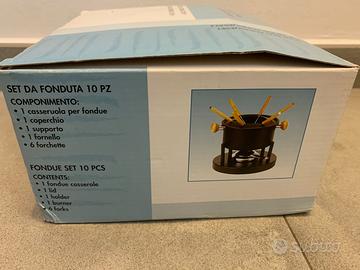 SET DA FONDUTA 10 PZ
COMPONIMENTO:
• 1 casseruola per fondue
• 1 coperchio
• 1 supporto
• 1 fornello
• 6 forchette
FONDUE SET 10 PCS
CONTENTS:
• 1 fondue casserole
• 1 lid
• 1 holder
• 1 burner
• 6 forks
subito